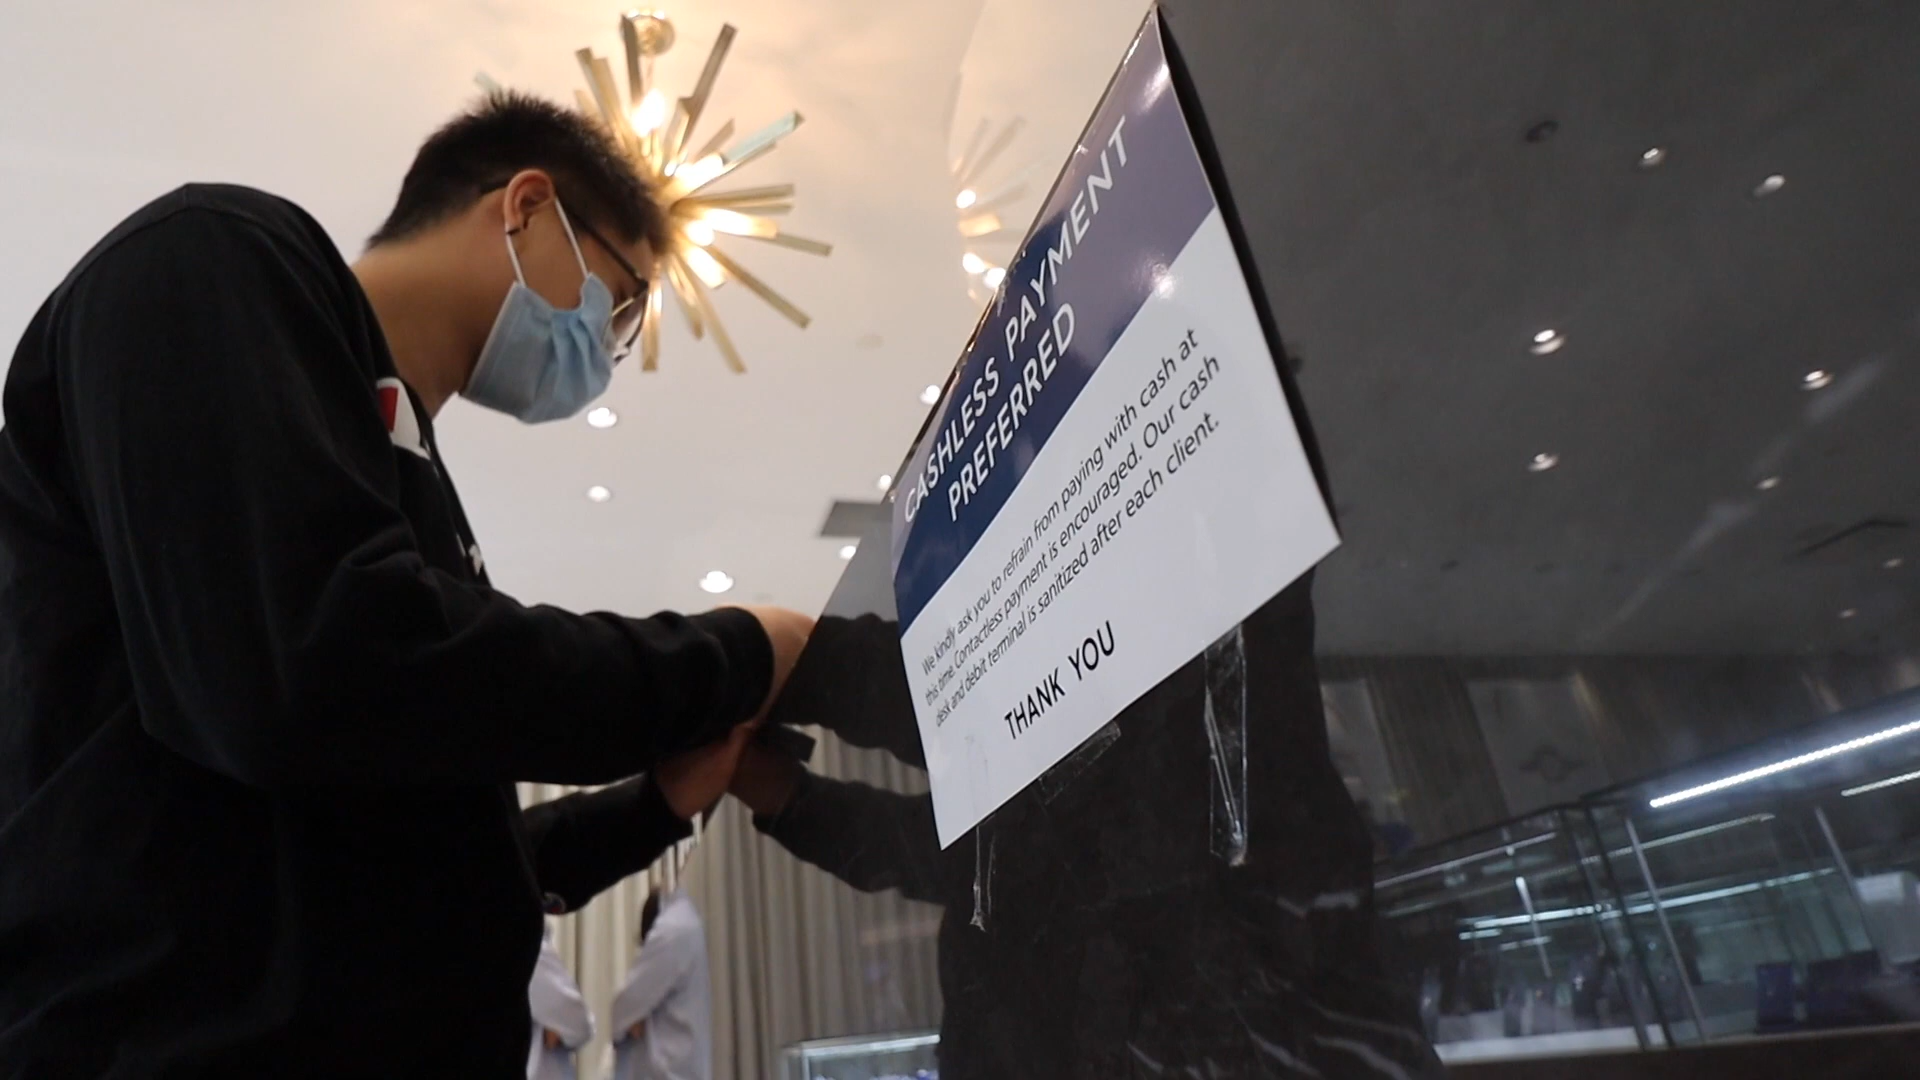 CASHLESS PAYMENT
PREFERRED
We kindly ask you to refrain from paying with cash at
this time. Contactless payment is encouraged. Our cash
desk and debit terminal is sanitized after each client.
THANK YOU